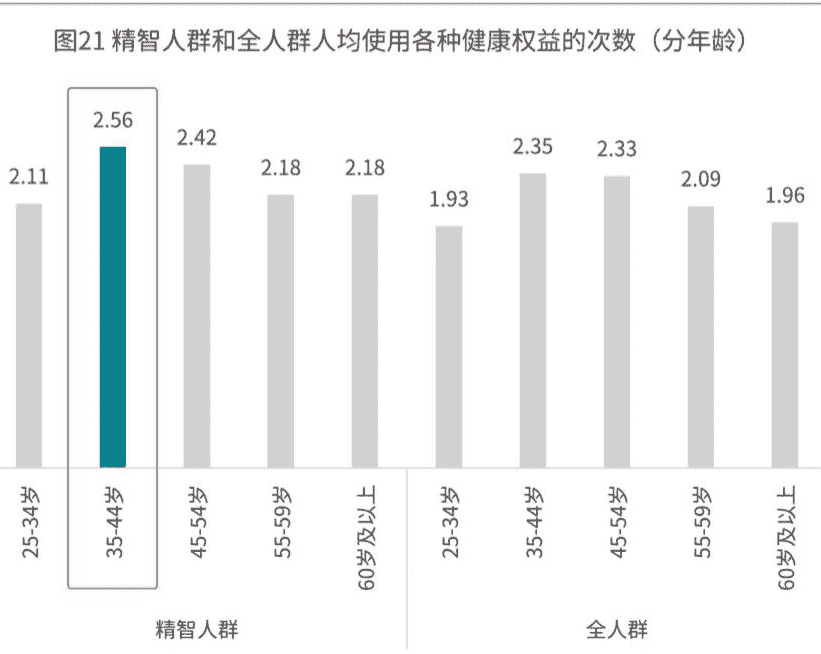 图21 精智人群和全人群人均使用各种健康权益的次数（分年龄）
2.11
2.56
2.42
2.18
2.18
1.93
2.35
2.33
2.09
1.96
25-34岁
35-44岁
45-54岁
55-59岁
60岁及以上
25-34岁
35-44岁
45-54岁
55-59岁
60岁及以上
精智人群
全人群